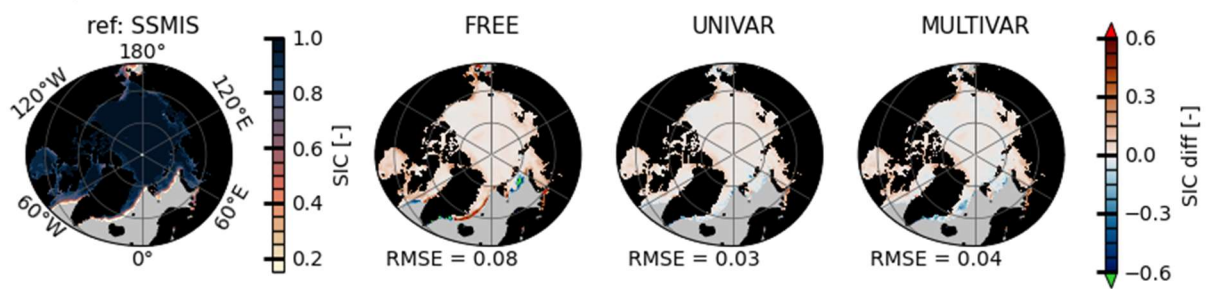 ref: SSMIS
FREE
UNIVAR
MULTIVAR
180°
120°W
120°E
60°W
60°E
0°
1.0
0.8
0.6
0.4
0.2
SIC [-]
RMSE = 0.08
RMSE = 0.03
RMSE = 0.04
0.6
0.3
0.0
−0.3
−0.6
SIC diff [-]